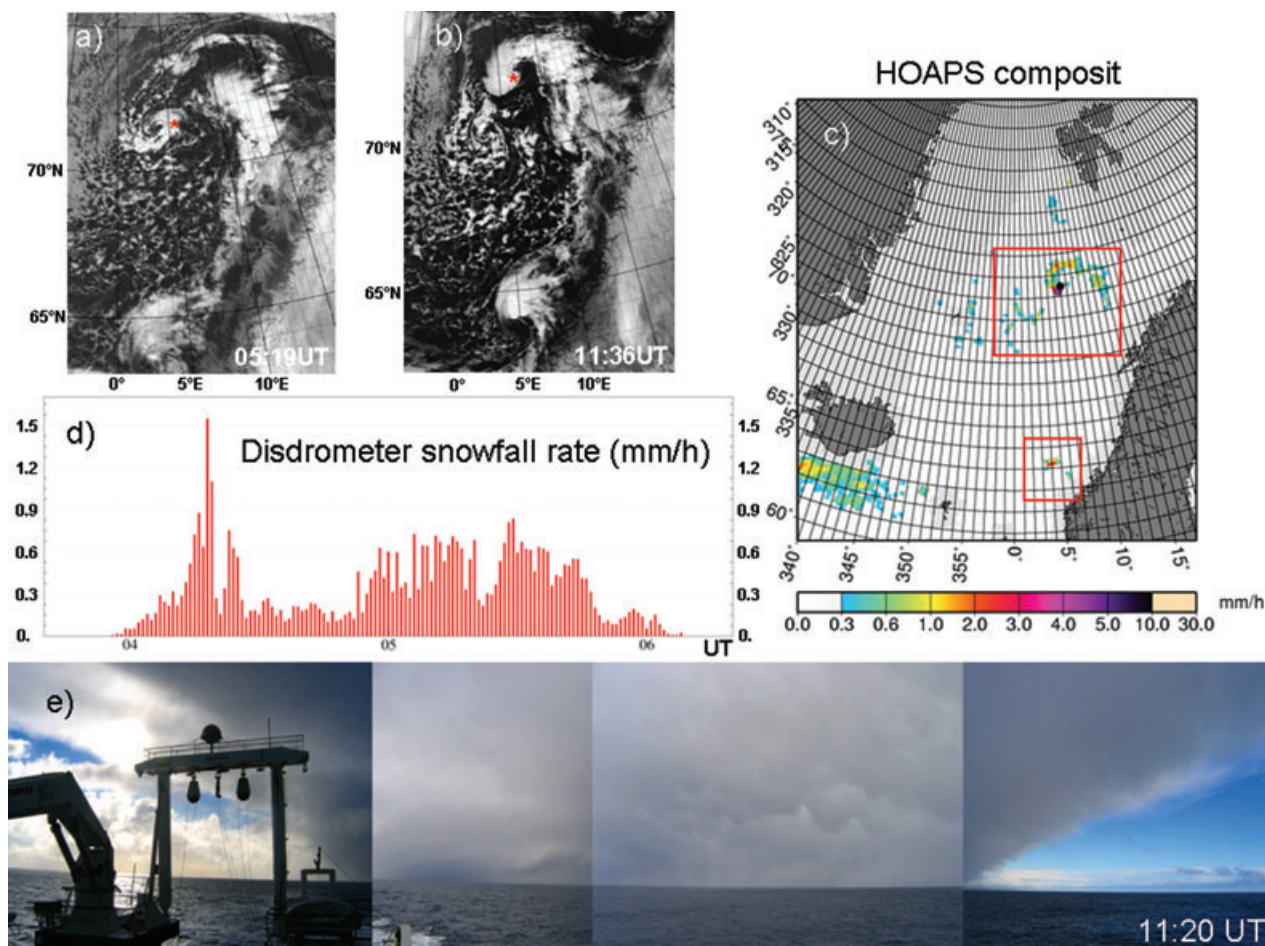 a)
70°N
65°N
05:19UT
0° 5°E 10°E
b)
70°N
65°N
11:36UT
0° 5°E 10°E
HOAPS composit
c)
310°
315°
320°
330°
65°
335°
60°
340° 345° 350° 355° 0° 5° 10° 15°
0.0 0.3 0.6 1.0 2.0 3.0 4.0 5.0 10.0 30.0
mm/h
d)
Disdrometer snowfall rate (mm/h)
1.5 1.5
1.2 1.2
0.9 0.9
0.6 0.6
0.3 0.3
0. 0.
04 05 06 UT
e)
11:20 UT